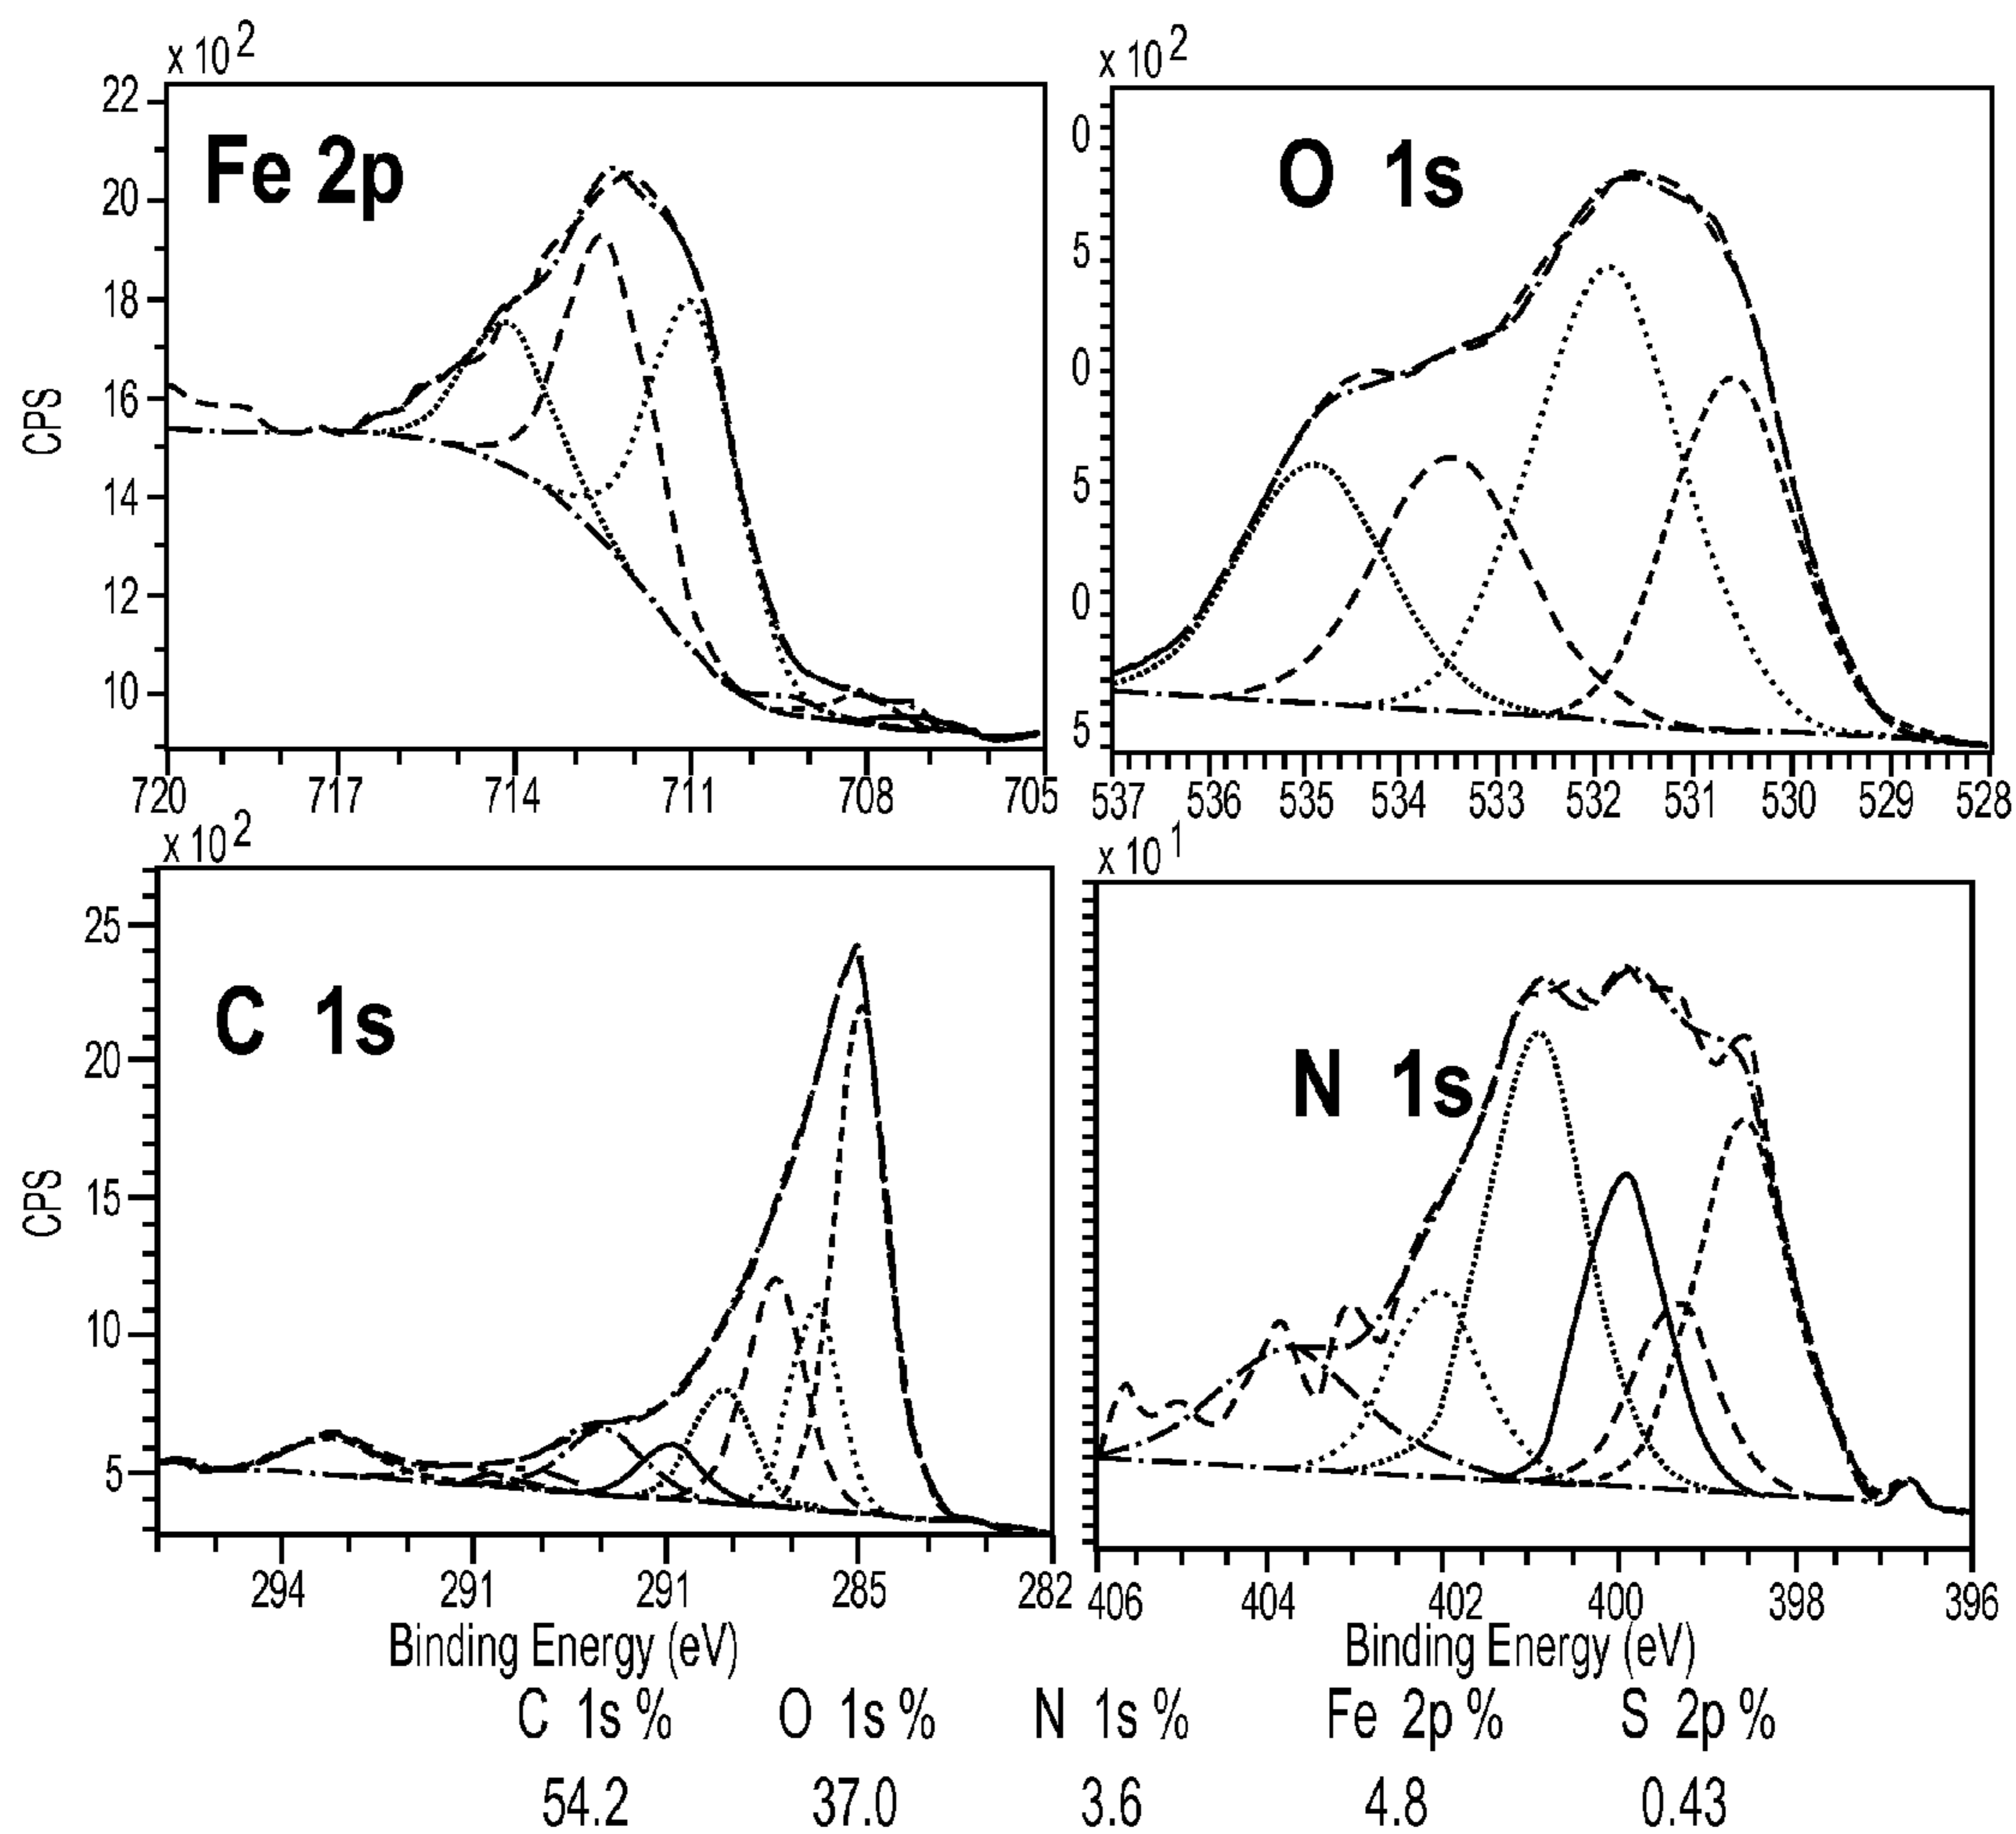 x 10 2
22
Fe 2p
20
18
16
14
12
10
CPS
720 717 714 711 708 705
x 10 2
0
O 1s
5
0
5
0
5
537 536 535 534 533 532 531 530 529 528
x 10 2
25
C 1s
20
15
10
5
CPS
294 291 291 285 282
Binding Energy (eV)
x 10 1
N 1s
406 404 402 400 398 396
Binding Energy (eV)
C 1s % O 1s % N 1s % Fe 2p % S 2p %
54.2 37.0 3.6 4.8 0.43